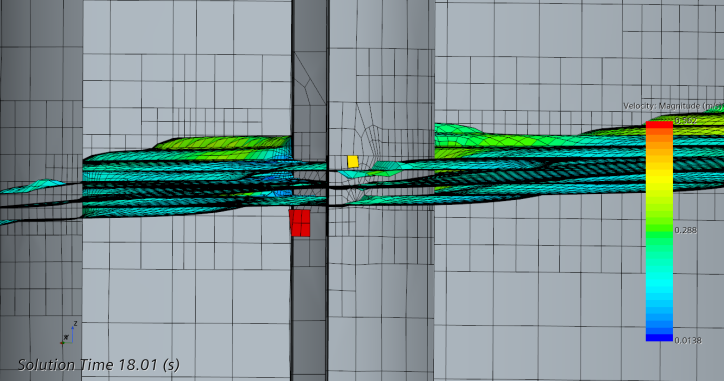 Velocity: Magnitude (m/s)
0.288
0.0138
z
Solution Time 18.01 (s)